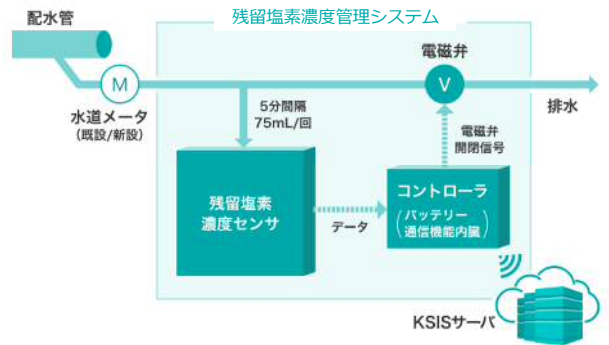 配水管
残留塩素濃度管理システム
電磁弁
M
V
水道メータ
(既設/新設)
5分間隔
75mL/回
排水
電磁弁
開閉信号
残留塩素
濃度センサ
データ
コントローラ
(バッテリー
通信機能内臓)
KSISサーバ